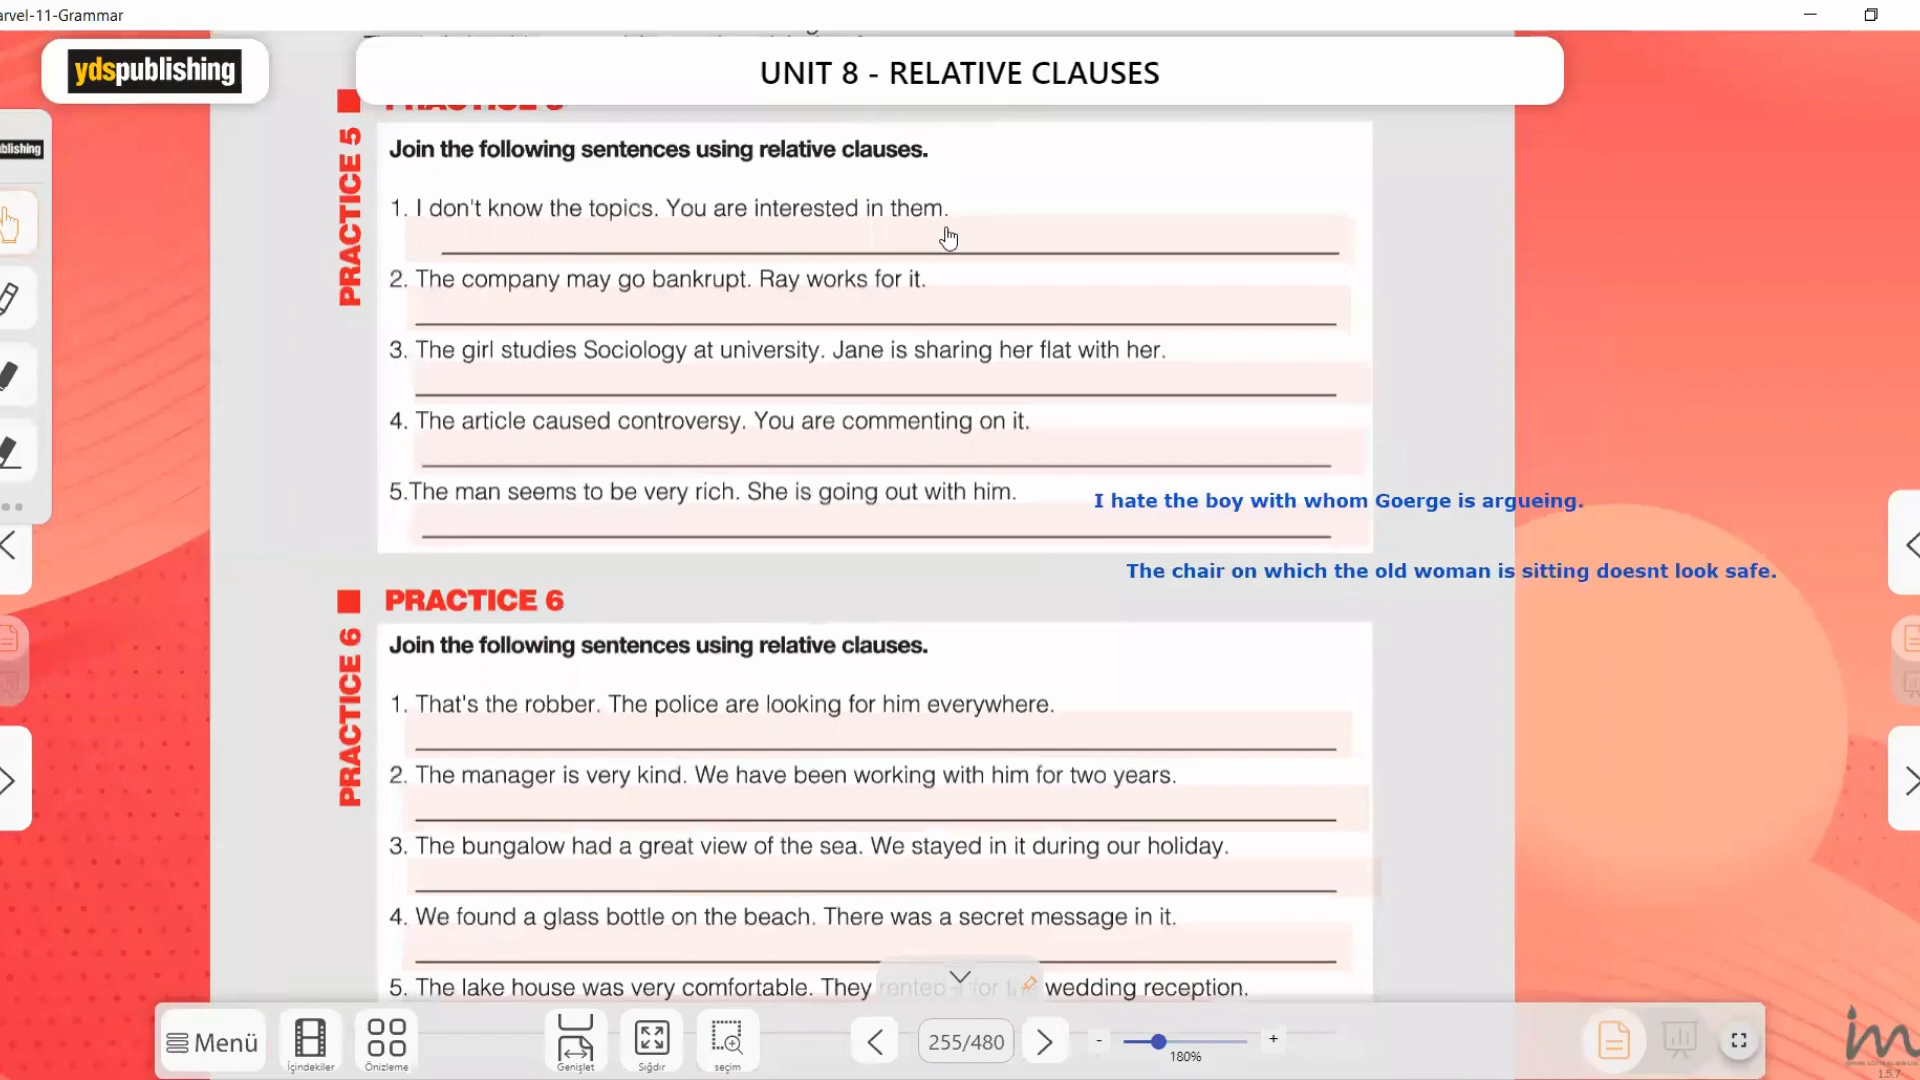 arvel-11-Grammar
ydspublishing
UNIT 8 - RELATIVE CLAUSES
blishing
PRACTICE 5
Join the following sentences using relative clauses.
1. I don't know the topics. You are interested in them.
2. The company may go bankrupt. Ray works for it.
3. The girl studies Sociology at university. Jane is sharing her flat with her.
4. The article caused controversy. You are commenting on it.
5.The man seems to be very rich. She is going out with him.
I hate the boy with whom Goerge is argueing.
The chair on which the old woman is sitting doesnt look safe.
PRACTICE 6
PRACTICE 6
Join the following sentences using relative clauses.
1. That's the robber. The police are looking for him everywhere.
2. The manager is very kind. We have been working with him for two years.
3. The bungalow had a great view of the sea. We stayed in it during our holiday.
4. We found a glass bottle on the beach. There was a secret message in it.
5. The lake house was very comfortable. They rented for the wedding reception.
Menü
İçindekiler
Önizleme
Genişlet
Sığdır
seçim
255/480
-
180%
+
im
1.5.7